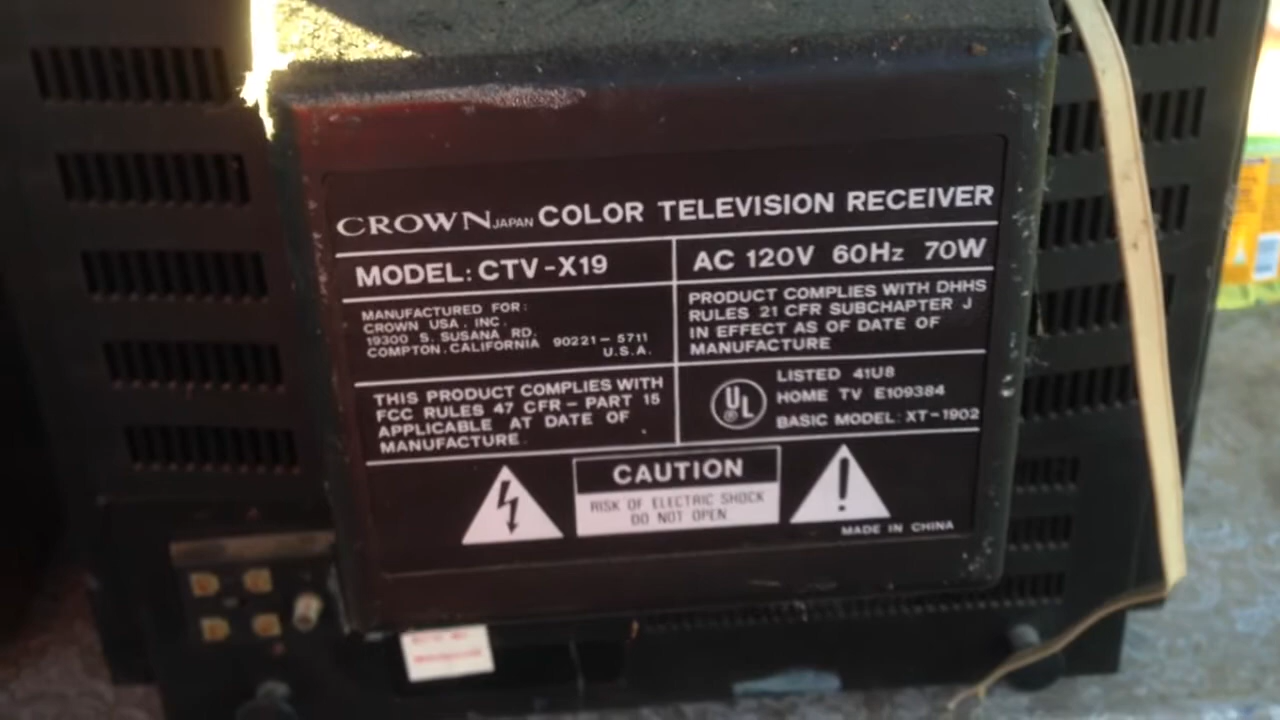 CROWN JAPAN COLOR TELEVISION RECEIVER
MODEL: CTV-X19
AC 120V 60Hz 70W
MANUFACTURED FOR:
CROWN USA, INC.
19300 S. SUSANA RD.
COMPTON, CALIFORNIA 90221-5711
U.S.A.
PRODUCT COMPLIES WITH DHHS
RULES 21 CFR SUBCHAPTER J
IN EFFECT AS OF DATE OF
MANUFACTURE
THIS PRODUCT COMPLIES WITH
FCC RULES 47 CFR-PART 15
APPLICABLE AT DATE OF
MANUFACTURE.
UL
LISTED 41U8
HOME TV E109384
BASIC MODEL: XT-1902
CAUTION
RISK OF ELECTRIC SHOCK
DO NOT OPEN
MADE IN CHINA